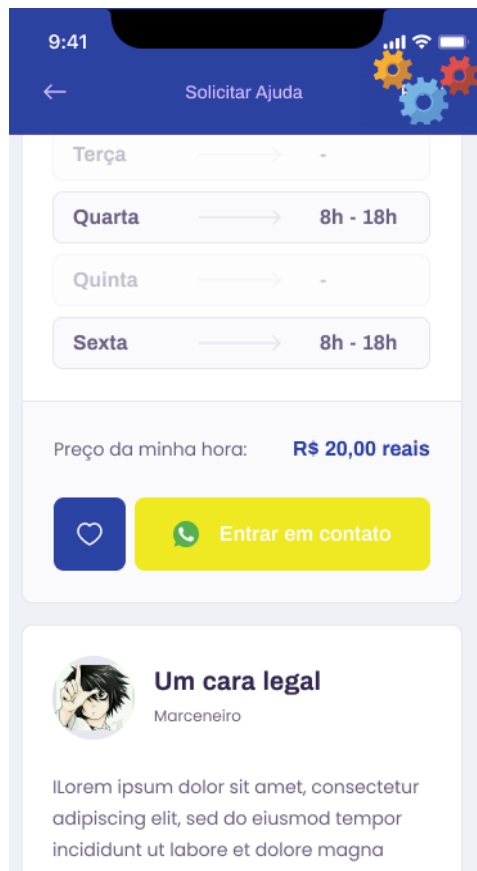 9:41
Solicitar Ajuda
Terça -
Quarta 8h - 18h
Quinta -
Sexta 8h - 18h
Preço da minha hora: R$ 20,00 reais
Entrar em contato
Um cara legal
Marceneiro
ILorem ipsum dolor sit amet, consectetur
adipiscing elit, sed do eiusmod tempor
incididunt ut labore et dolore magna